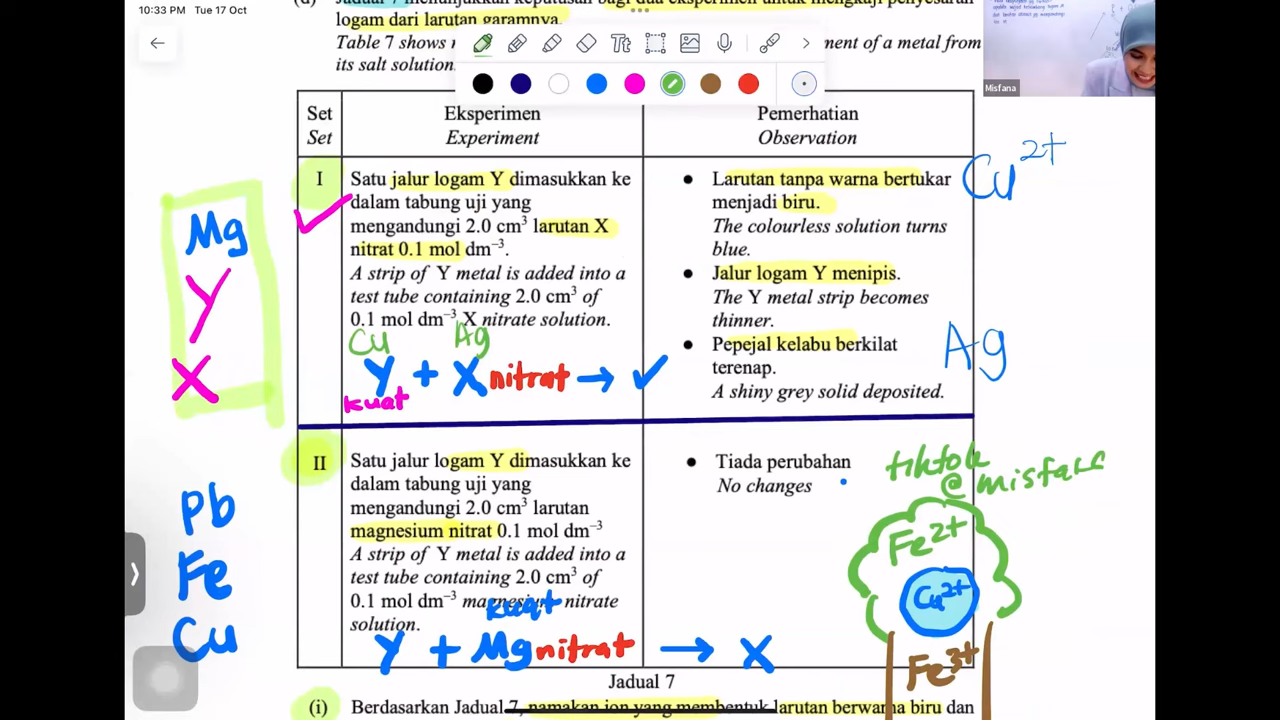 10:33 PM Tue 17 Oct
logam dari larutan garamnya.
Table 7 shows
ment of a metal from
its salt solution
Tt
Misfana
Set
Set
Eksperimen
Experiment
Pemerhatian
Observation
I
Satu jalur logam Y dimasukkan ke
dalam tabung uji yang
mengandungi 2.0 cm³ larutan X
nitrat 0.1 mol dm⁻³.
A strip of Y metal is added into a
test tube containing 2.0 cm³ of
0.1 mol dm⁻³ X nitrate solution.
Cu Ag
Y + X nitrat → ✓
kuat
• Larutan tanpa warna bertukar
menjadi biru.
The colourless solution turns
blue.
• Jalur logam Y menipis.
The Y metal strip becomes
thinner.
• Pepejal kelabu berkilat
terenap.
A shiny grey solid deposited.
Cu²⁺
Ag
Mg
Y
X
II
Satu jalur logam Y dimasukkan ke
dalam tabung uji yang
mengandungi 2.0 cm³ larutan
magnesium nitrat 0.1 mol dm⁻³
A strip of Y metal is added into a
test tube containing 2.0 cm³ of
0.1 mol dm⁻³ magnesium nitrate
solution.
kuat
Y + Mg nitrat → X
• Tiada perubahan
No changes
tiktok
@misfana
Fe²⁺
Cu²⁺
Fe³⁺
Pb
Fe
Cu
Jadual 7
(i) Berdasarkan Jadual 7, namakan ion yang membentuk larutan berwarna biru dan